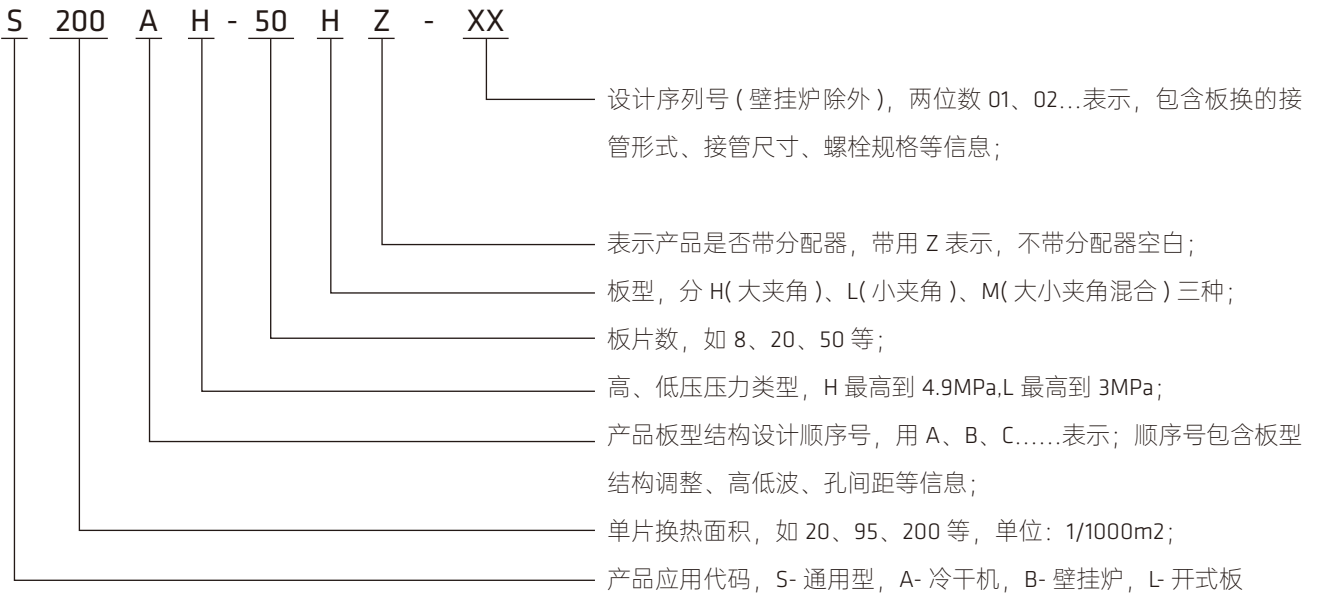 S 200 A H - 50 H Z - XX
设计序列号 ( 壁挂炉除外 )，两位数 01、02...表示，包含板换的接
管形式、接管尺寸、螺栓规格等信息；
表示产品是否带分配器，带用 Z 表示，不带分配器空白；
板型，分 H( 大夹角 )、L( 小夹角 )、M( 大小夹角混合 ) 三种；
板片数，如 8、20、50 等；
高、低压压力类型，H 最高到 4.9MPa,L 最高到 3MPa；
产品板型结构设计顺序号，用 A、B、C......表示；顺序号包含板型
结构调整、高低波、孔间距等信息；
单片换热面积，如 20、95、200 等，单位：1/1000m2；
产品应用代码，S- 通用型，A- 冷干机，B- 壁挂炉，L- 开式板